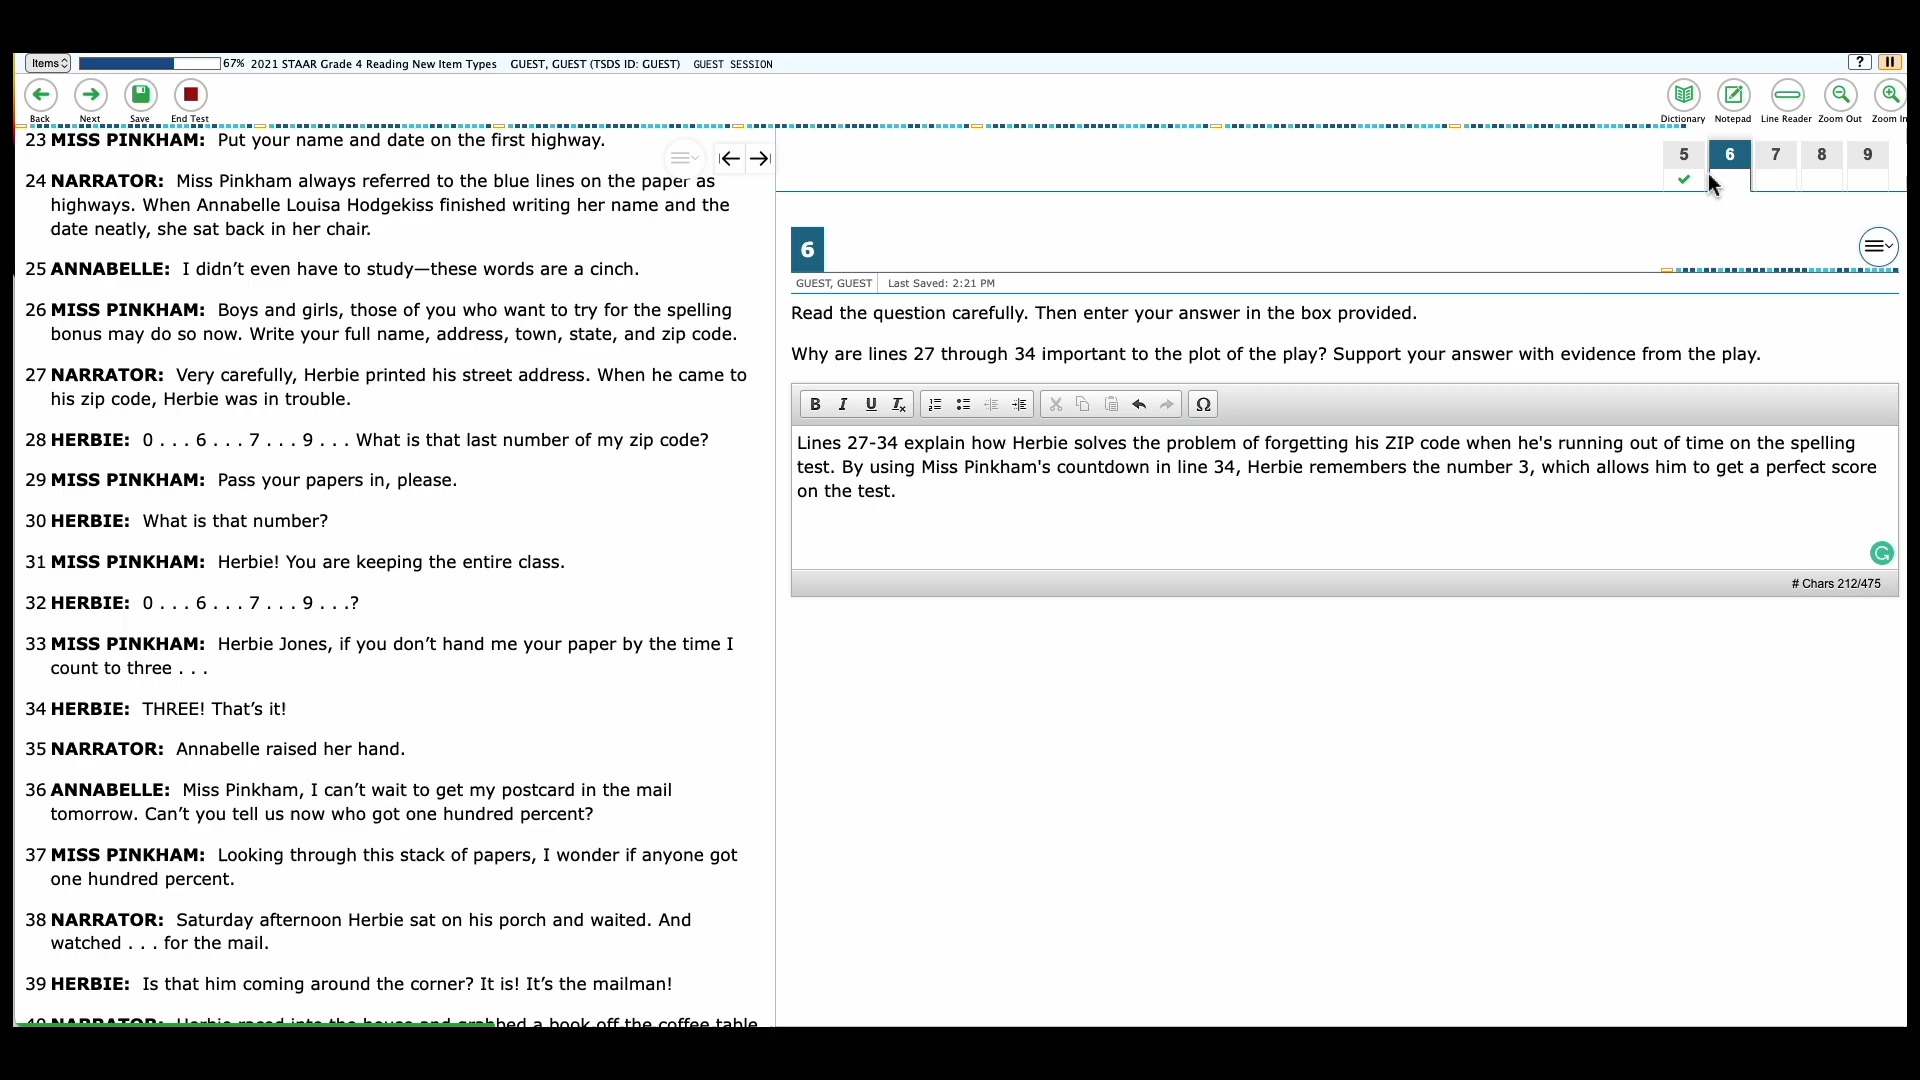 Items 67% 2021 STAAR Grade 4 Reading New Item Types GUEST, GUEST (TSDS ID: GUEST) GUEST SESSION ?
Back Next Save End Test Dictionary Notepad Line Reader Zoom Out Zoom In
23 MISS PINKHAM: Put your name and date on the first highway.
24 NARRATOR: Miss Pinkham always referred to the blue lines on the paper as
highways. When Annabelle Louisa Hodgekiss finished writing her name and the
date neatly, she sat back in her chair.
25 ANNABELLE: I didn't even have to study—these words are a cinch.
26 MISS PINKHAM: Boys and girls, those of you who want to try for the spelling
bonus may do so now. Write your full name, address, town, state, and zip code.
27 NARRATOR: Very carefully, Herbie printed his street address. When he came to
his zip code, Herbie was in trouble.
28 HERBIE: 0 . . . 6 . . . 7 . . . 9 . . . What is that last number of my zip code?
29 MISS PINKHAM: Pass your papers in, please.
30 HERBIE: What is that number?
31 MISS PINKHAM: Herbie! You are keeping the entire class.
32 HERBIE: 0 . . . 6 . . . 7 . . . 9 . . .?
33 MISS PINKHAM: Herbie Jones, if you don't hand me your paper by the time I
count to three . . .
34 HERBIE: THREE! That's it!
35 NARRATOR: Annabelle raised her hand.
36 ANNABELLE: Miss Pinkham, I can't wait to get my postcard in the mail
tomorrow. Can't you tell us now who got one hundred percent?
37 MISS PINKHAM: Looking through this stack of papers, I wonder if anyone got
one hundred percent.
38 NARRATOR: Saturday afternoon Herbie sat on his porch and waited. And
watched . . . for the mail.
39 HERBIE: Is that him coming around the corner? It is! It's the mailman!
40 NARRATOR: Herbie raced into the house and grabbed a book off the coffee table
5 6 7 8 9
6
GUEST, GUEST Last Saved: 2:21 PM
Read the question carefully. Then enter your answer in the box provided.
Why are lines 27 through 34 important to the plot of the play? Support your answer with evidence from the play.
B I U Tx Ω
Lines 27-34 explain how Herbie solves the problem of forgetting his ZIP code when he's running out of time on the spelling
test. By using Miss Pinkham's countdown in line 34, Herbie remembers the number 3, which allows him to get a perfect score
on the test.
# Chars 212/475